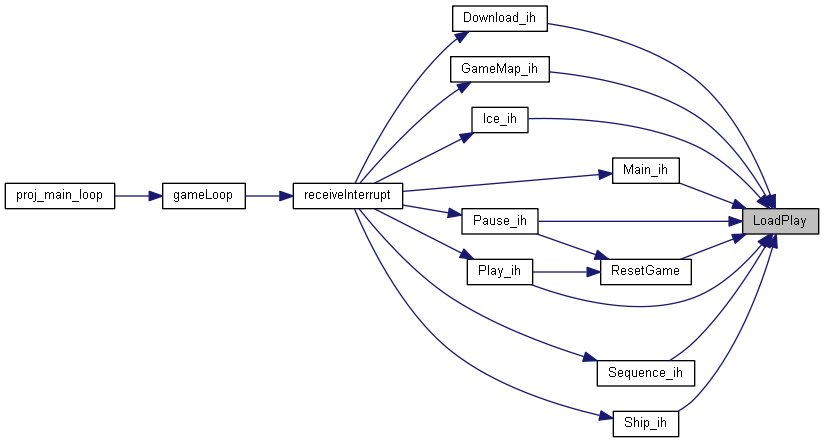 Download_ih
GameMap_ih
Ice_ih
Main_ih
proj_main_loop
gameLoop
receiveInterrupt
Pause_ih
LoadPlay
Play_ih
ResetGame
Sequence_ih
Ship_ih